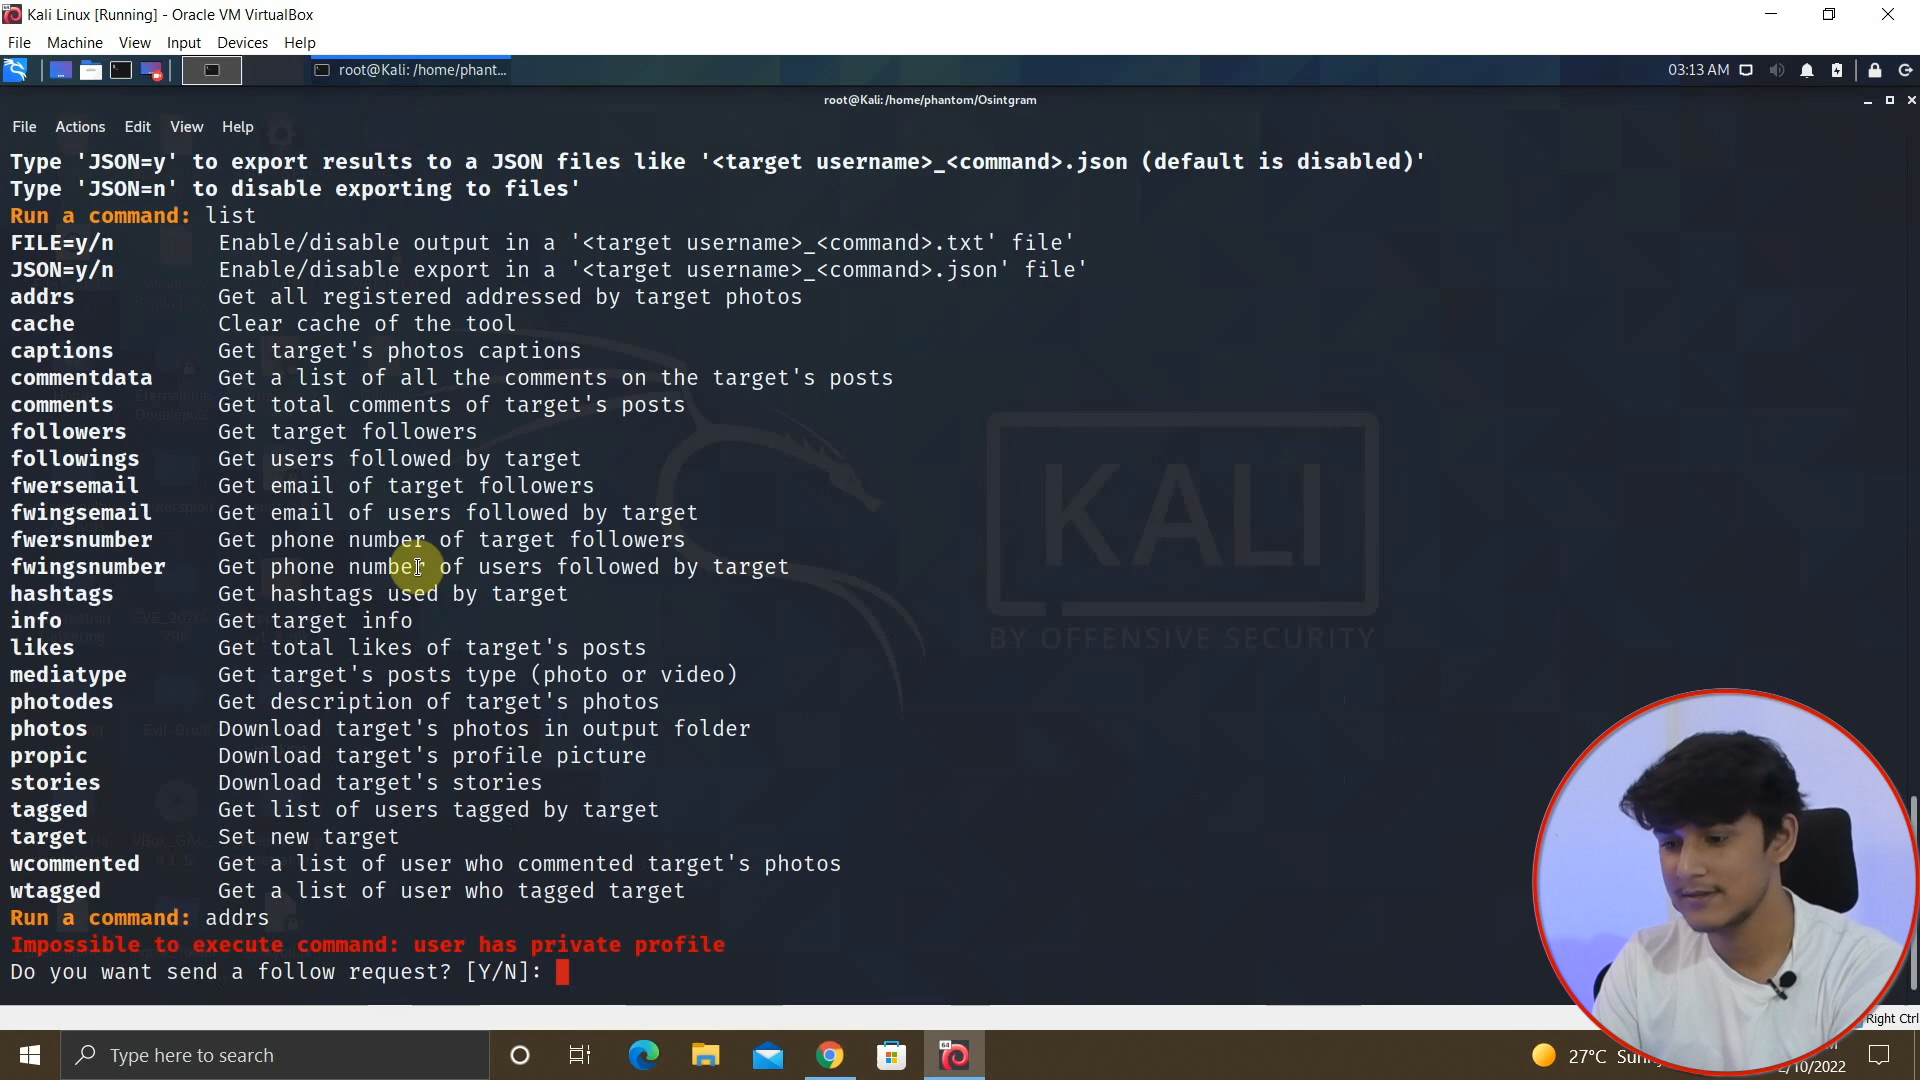 Kali Linux [Running] - Oracle VM VirtualBox
File Machine View Input Devices Help
root@Kali: /home/phant...
03:13 AM
root@Kali: /home/phantom/Osintgram
File Actions Edit View Help
Type 'JSON=y' to export results to a JSON files like '<target username>_<command>.json (default is disabled)'
Type 'JSON=n' to disable exporting to files'
Run a command: list
FILE=y/n Enable/disable output in a '<target username>_<command>.txt' file'
JSON=y/n Enable/disable export in a '<target username>_<command>.json' file'
addrs Get all registered addressed by target photos
cache Clear cache of the tool
captions Get target's photos captions
commentdata Get a list of all the comments on the target's posts
comments Get total comments of target's posts
followers Get target followers
followings Get users followed by target
fwersemail Get email of target followers
fwingsemail Get email of users followed by target
fwersnumber Get phone number of target followers
fwingsnumber Get phone number of users followed by target
hashtags Get hashtags used by target
info Get target info
likes Get total likes of target's posts
mediatype Get target's posts type (photo or video)
photodes Get description of target's photos
photos Download target's photos in output folder
propic Download target's profile picture
stories Download target's stories
tagged Get list of users tagged by target
target Set new target
wcommented Get a list of user who commented target's photos
wtagged Get a list of user who tagged target
Run a command: addrs
Impossible to execute command: user has private profile
Do you want send a follow request? [Y/N]:
KALI
BY OFFENSIVE SECURITY
Right Ctrl
Type here to search
64
27°C
2/10/2022